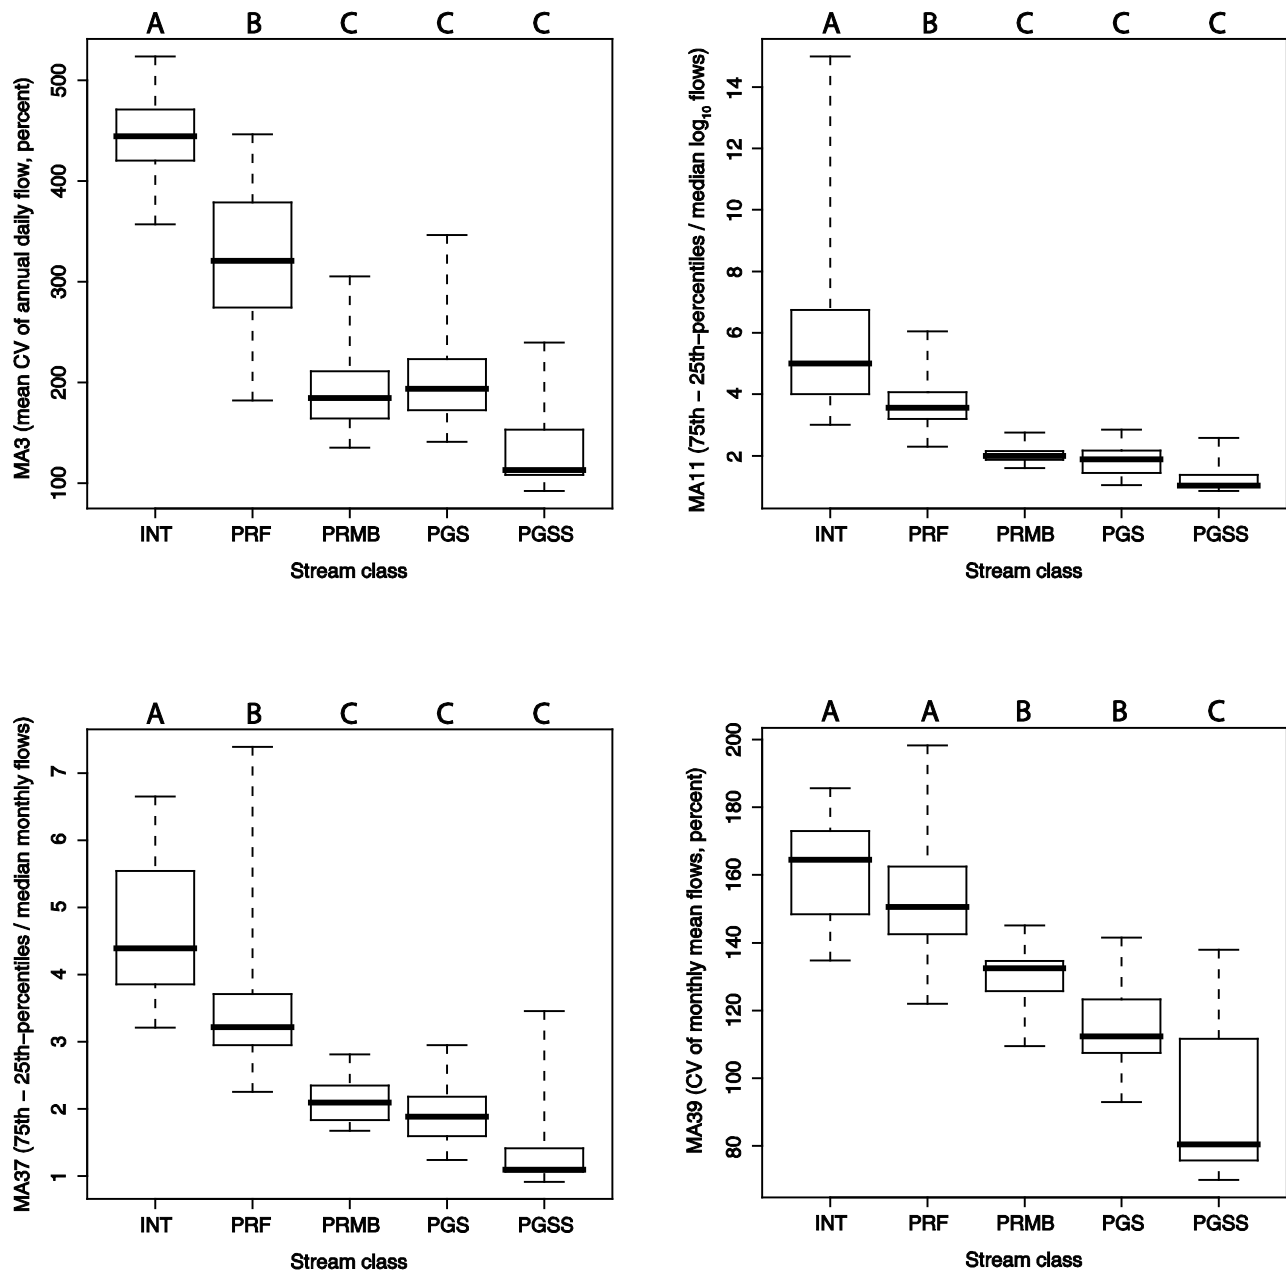 A B C C C
MA3 (mean CV of annual daily flow, percent)
500
400
300
200
100
INT PRF PRMB PGS PGSS
Stream class
A B C C C
MA11 (75th − 25th−percentiles / median log10 flows)
14
12
10
8
6
4
2
INT PRF PRMB PGS PGSS
Stream class
A B C C C
MA37 (75th − 25th−percentiles / median monthly flows)
7
6
5
4
3
2
1
INT PRF PRMB PGS PGSS
Stream class
A A B B C
MA39 (CV of monthly mean flows, percent)
200
180
160
140
120
100
80
INT PRF PRMB PGS PGSS
Stream class